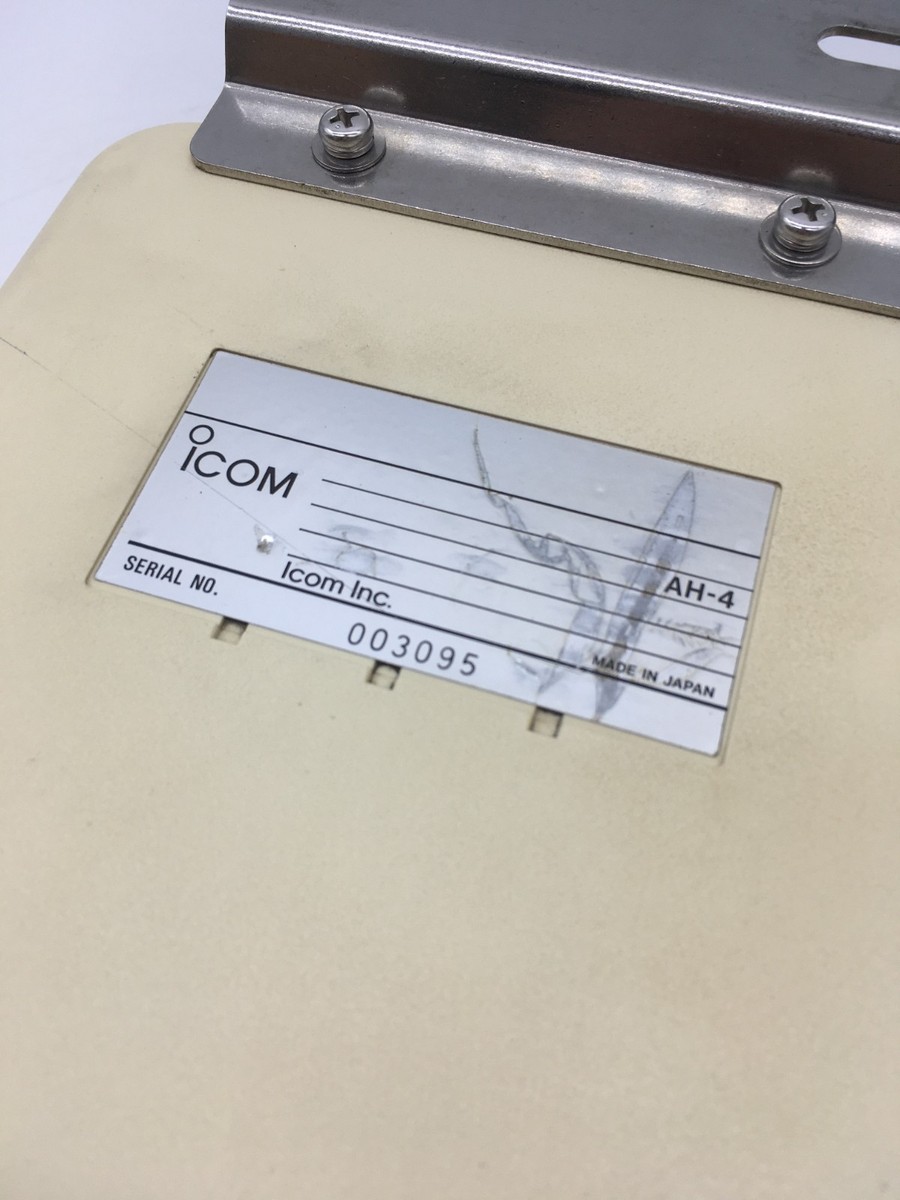 ICOM
AH-4
Icom Inc.
MADE IN JAPAN
SERIAL NO. 003095